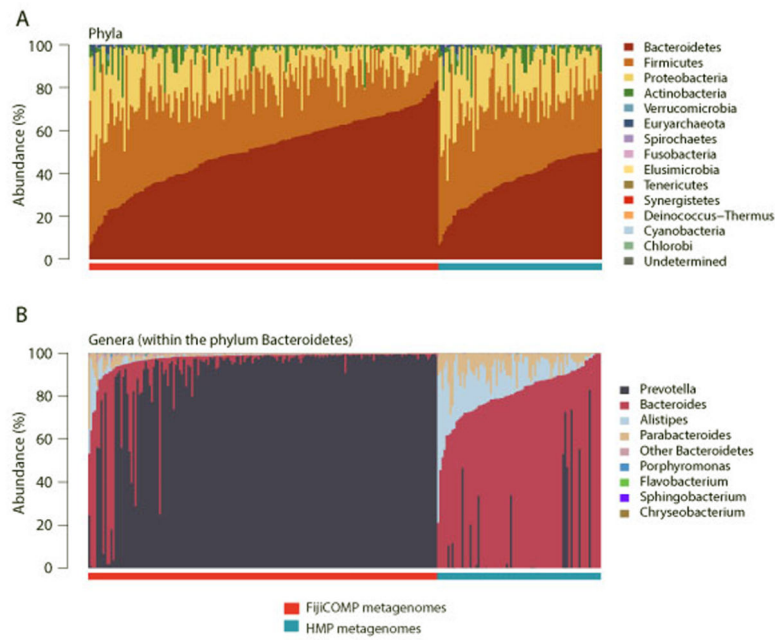 A
Phyla
Abundance (%)
100
80
60
40
20
0
Bacteroidetes
Firmicutes
Proteobacteria
Actinobacteria
Verrucomicrobia
Euryarchaeota
Spirochaetes
Fusobacteria
Elusimicrobia
Tenericutes
Synergistetes
Deinococcus–Thermus
Cyanobacteria
Chlorobi
Undetermined
B
Genera (within the phylum Bacteroidetes)
Abundance (%)
100
80
60
40
20
0
Prevotella
Bacteroides
Alistipes
Parabacteroides
Other Bacteroidetes
Porphyromonas
Flavobacterium
Sphingobacterium
Chryseobacterium
FijiCOMP metagenomes
HMP metagenomes